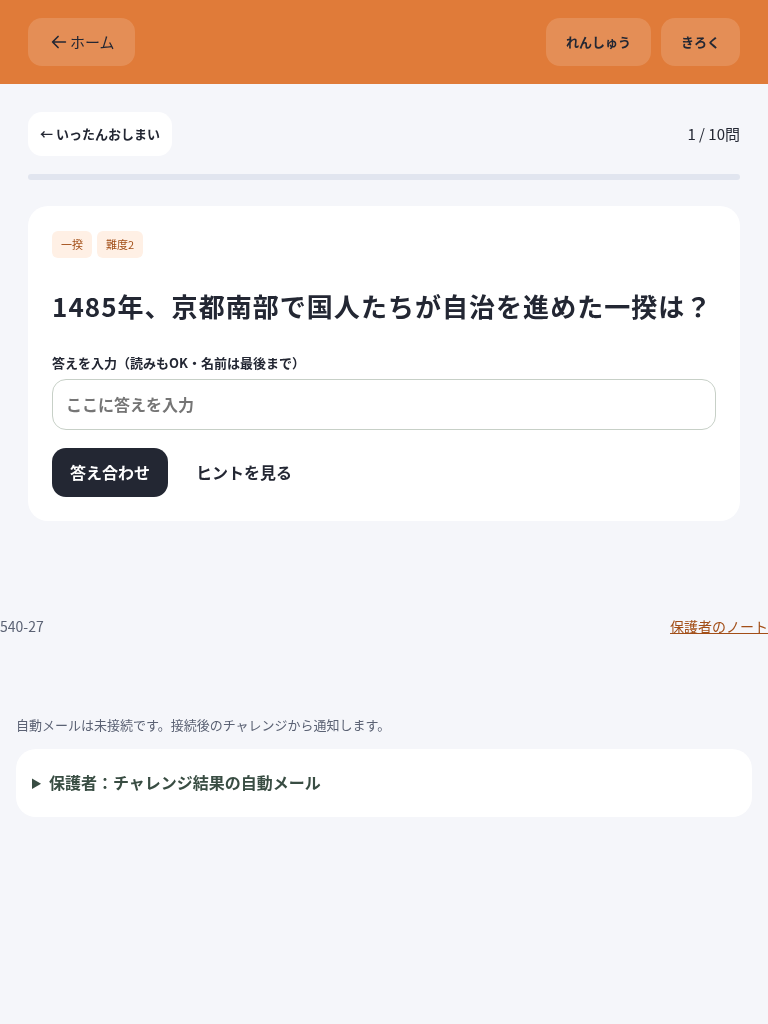 ← ホーム
れんしゅう
きろく
← いったんおしまい
1 / 10問
一揆
難度2
1485年、京都南部で国人たちが自治を進めた一揆は？
答えを入力（読みもOK・名前は最後まで）
ここに答えを入力
答え合わせ
ヒントを見る
540-27
保護者のノート
自動メールは未接続です。接続後のチャレンジから通知します。
▶ 保護者：チャレンジ結果の自動メール